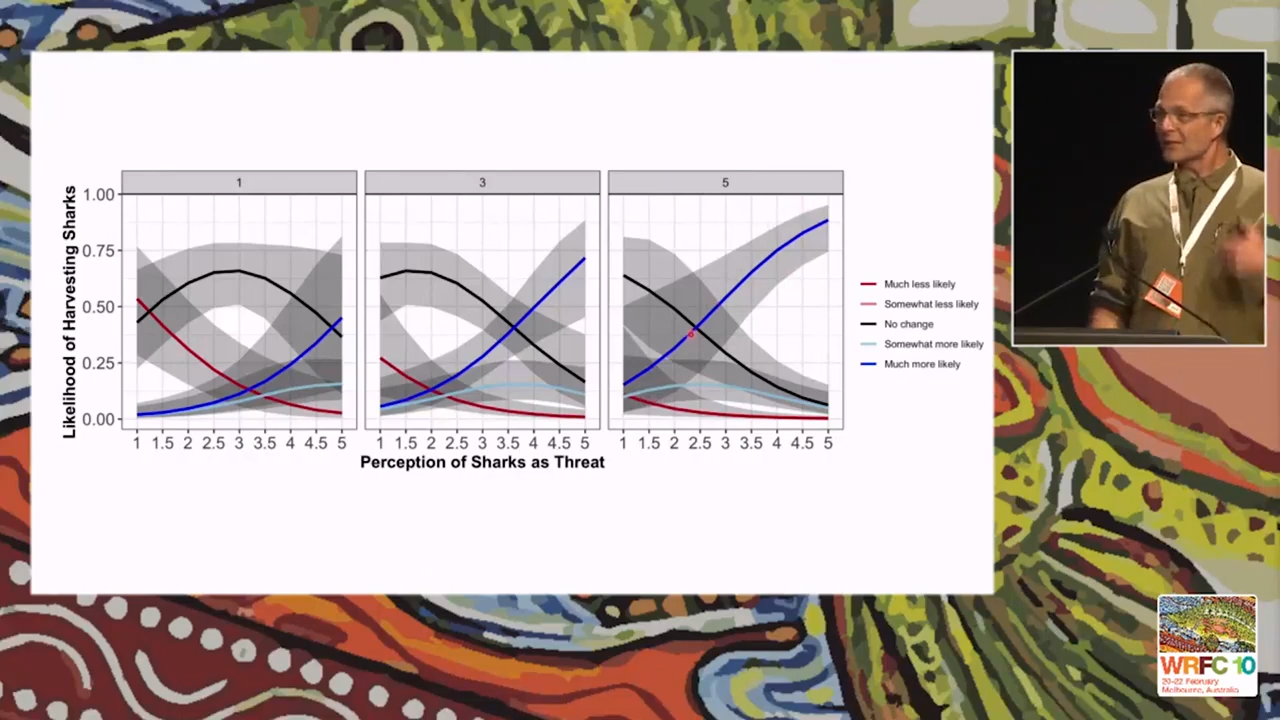 1 3 5
Likelihood of Harvesting Sharks
1.00
0.75
0.50
0.25
0.00
1 1.5 2 2.5 3 3.5 4 4.5 5 1 1.5 2 2.5 3 3.5 4 4.5 5 1 1.5 2 2.5 3 3.5 4 4.5 5
Perception of Sharks as Threat
Much less likely
Somewhat less likely
No change
Somewhat more likely
Much more likely
WRFC 10
20-22 February
Melbourne, Australia